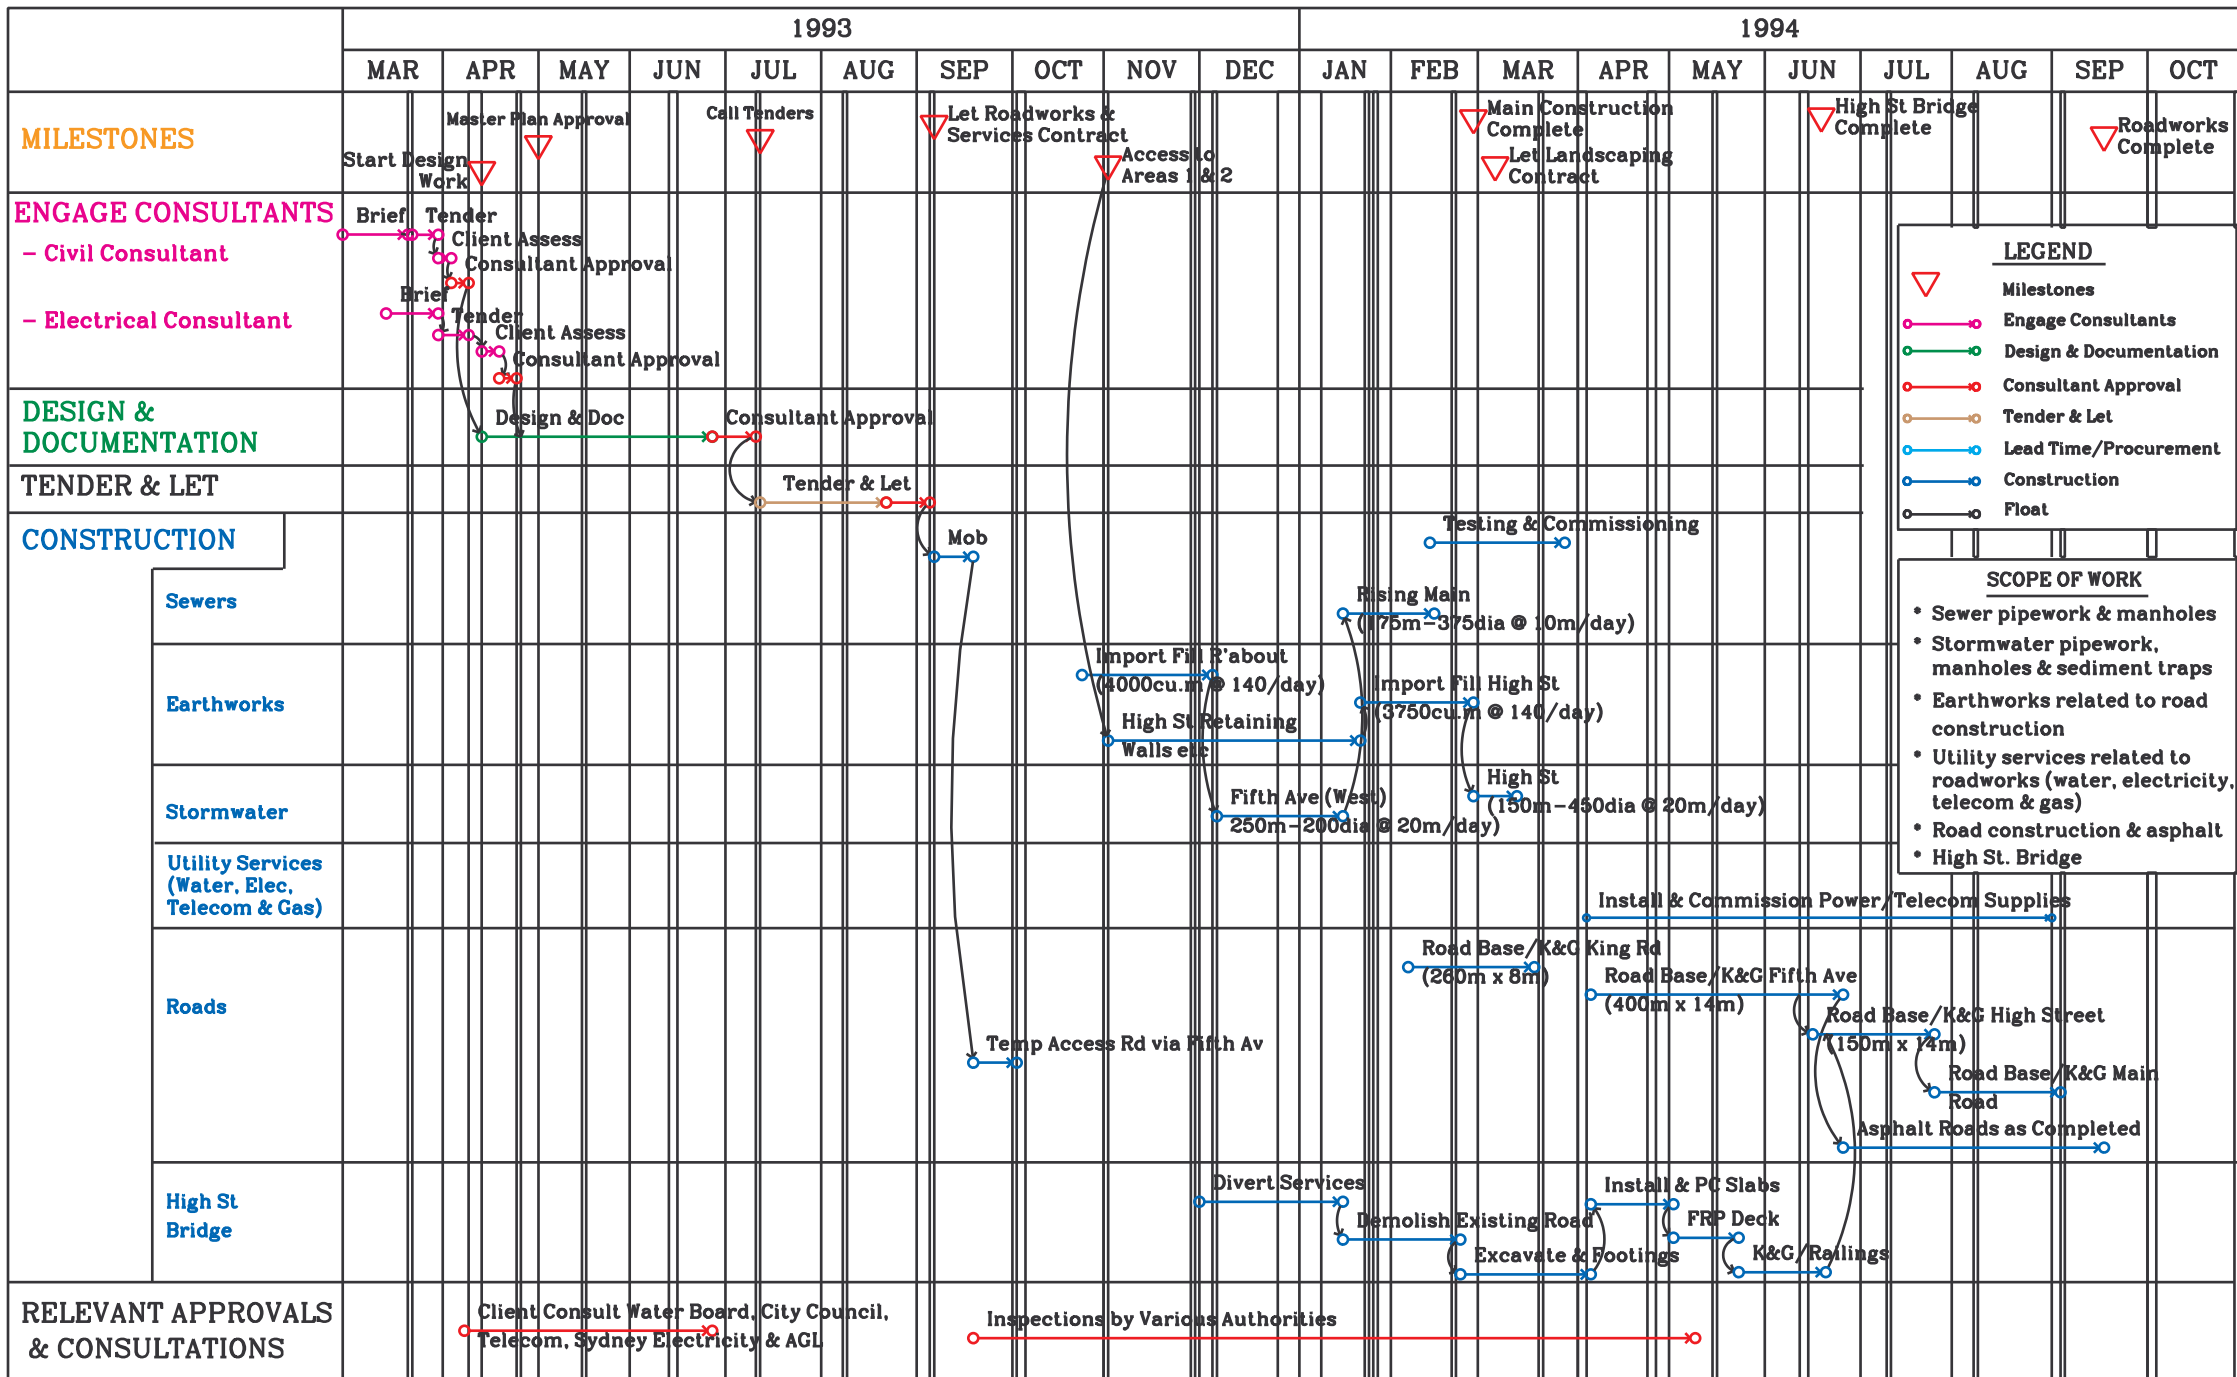 1993
1994
MAR APR MAY JUN JUL AUG SEP OCT NOV DEC JAN FEB MAR APR MAY JUN JUL AUG SEP OCT
MILESTONES
Start Design
Work
Master Plan Approval
Call Tenders
Let Roadworks &
Services Contract
Access to
Areas 1 & 2
Main Construction
Complete
Let Landscaping
Contract
High St Bridge
Complete
Roadworks
Complete
ENGAGE CONSULTANTS
- Civil Consultant
Brief
Tender
Client Assess
Consultant Approval
- Electrical Consultant
Brief
Tender
Client Assess
Consultant Approval
LEGEND
Milestones
Engage Consultants
Design & Documentation
Consultant Approval
Tender & Let
Lead Time/Procurement
Construction
Float
DESIGN &
DOCUMENTATION
Design & Doc
Consultant Approval
TENDER & LET
Tender & Let
CONSTRUCTION
Mob
Testing & Commissioning
SCOPE OF WORK
* Sewer pipework & manholes
* Stormwater pipework,
manholes & sediment traps
* Earthworks related to road
construction
* Utility services related to
roadworks (water, electricity,
telecom & gas)
* Road construction & asphalt
* High St. Bridge
Sewers
Rising Main
(175m-375dia @ 10m/day)
Earthworks
Import Fill R'about
(4000cu.m @ 140/day)
Import Fill High St
(3750cu.m @ 140/day)
High St Retaining
Walls etc
Stormwater
High St
(150m-450dia @ 20m/day)
Fifth Ave (West)
250m-200dia @ 20m/day)
Utility Services
(Water, Elec,
Telecom & Gas)
Install & Commission Power/Telecom Supplies
Roads
Road Base/K&G King Rd
(260m x 8m)
Road Base/K&G Fifth Ave
(400m x 14m)
Road Base/K&G High Street
(150m x 14m)
Temp Access Rd via Fifth Av
Road Base/K&G Main
Road
Asphalt Roads as Completed
High St
Bridge
Divert Services
Demolish Existing Road
Excavate & Footings
Install & PC Slabs
FRP Deck
K&G/Railings
RELEVANT APPROVALS
& CONSULTATIONS
Client Consult Water Board, City Council,
Telecom, Sydney Electricity & AGL
Inspections by Various Authorities